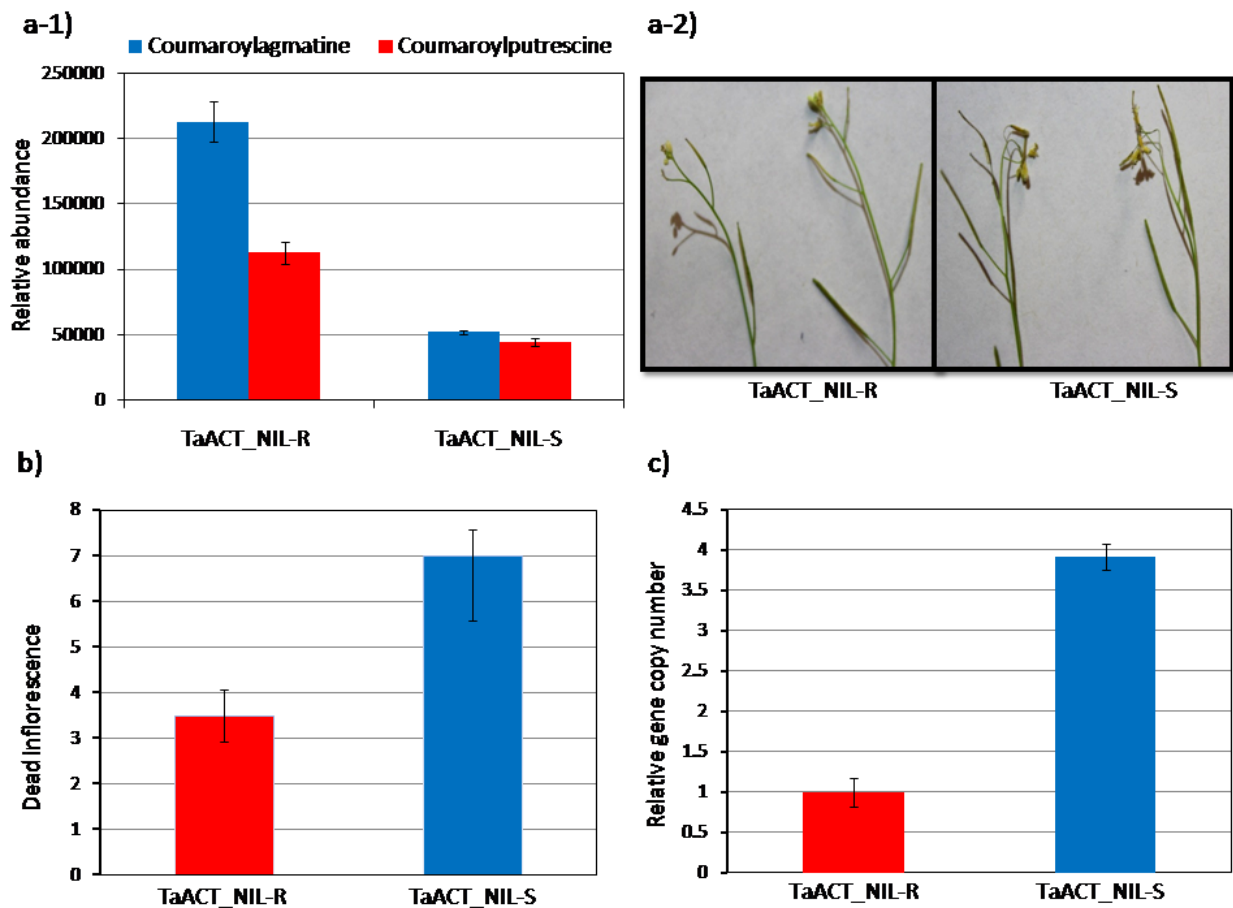 a-1)
Coumaroylagmatine
Coumaroylputrescine
Relative abundance
250000
200000
150000
100000
50000
0
TaACT_NIL-R
TaACT_NIL-S
a-2)
TaACT_NIL-R
TaACT_NIL-S
b)
Dead Inflorescence
8
7
6
5
4
3
2
1
0
TaACT_NIL-R
TaACT_NIL-S
c)
Relative gene copy number
4.5
4
3.5
3
2.5
2
1.5
1
0.5
0
TaACT_NIL-R
TaACT_NIL-S